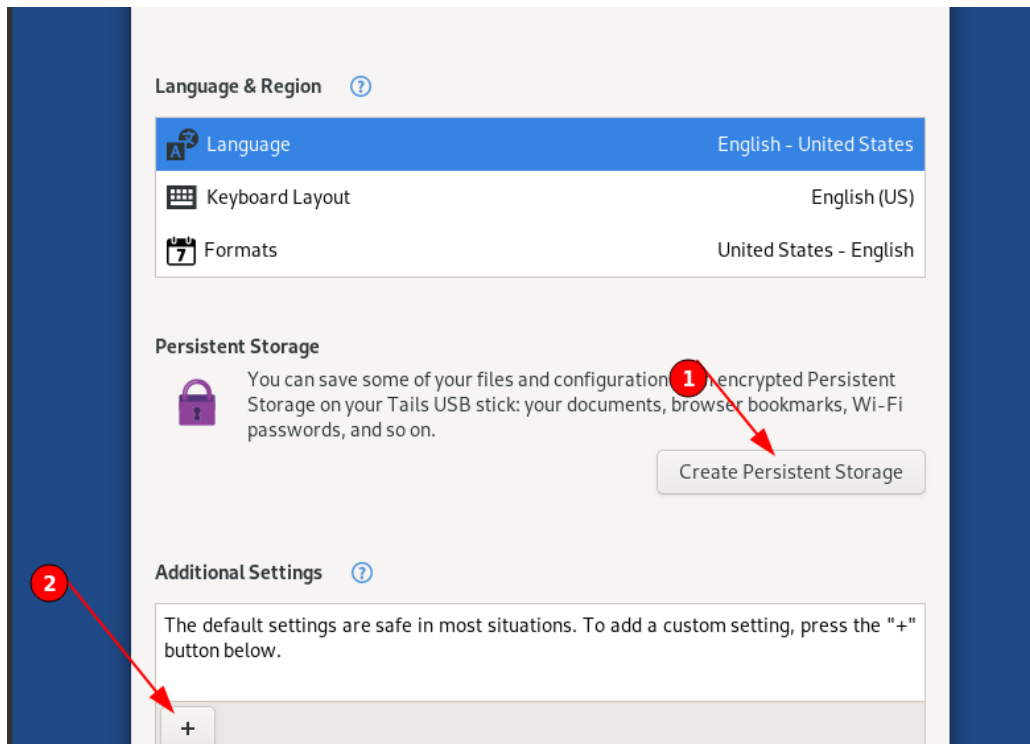 Language & Region ?
Language English - United States
Keyboard Layout English (US)
7 Formats United States - English
Persistent Storage
You can save some of your files and configuration 1 encrypted Persistent
Storage on your Tails USB stick: your documents, browser bookmarks, Wi-Fi
passwords, and so on.
Create Persistent Storage
Additional Settings ?
2
The default settings are safe in most situations. To add a custom setting, press the "+"
button below.
+